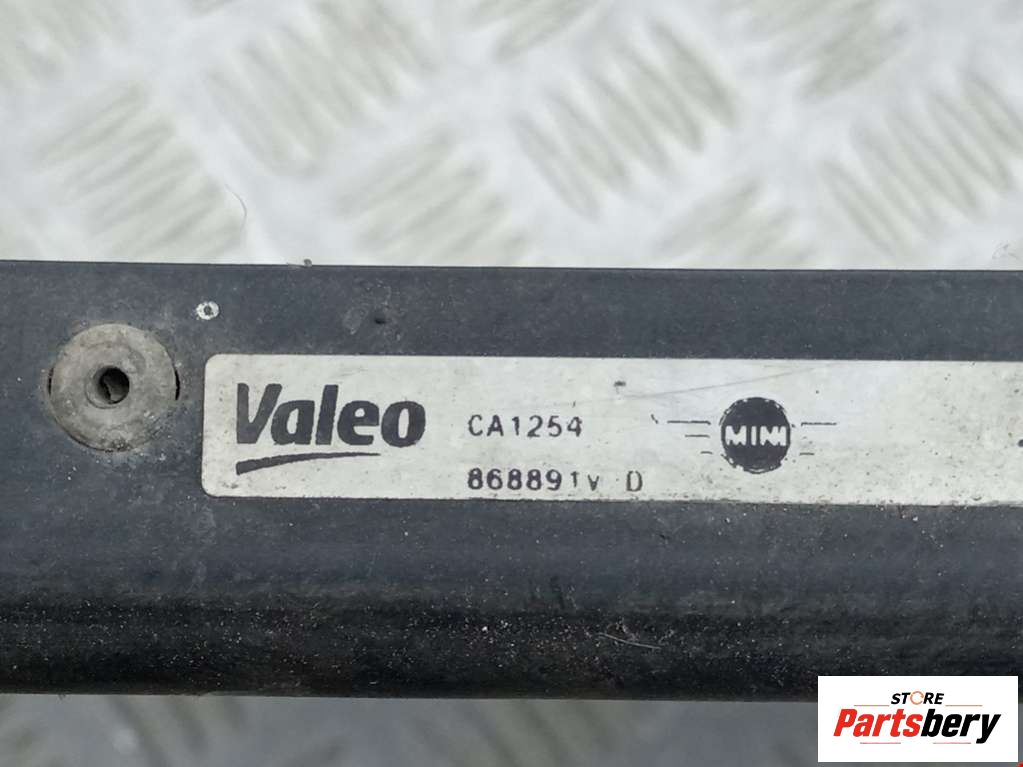 Valeo CA1254 MINI
868891V D
STORE
Partsbery